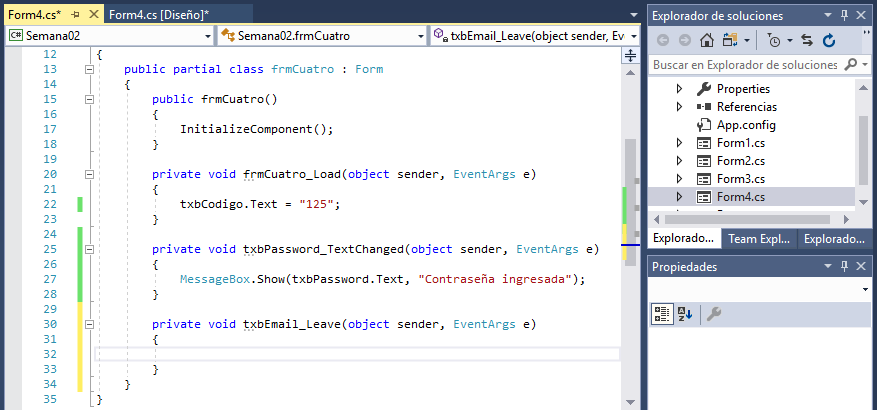 Form4.cs*
Form4.cs [Diseño]*
Semana02
Semana02.frmCuatro
txbEmail_Leave(object sender, Eve
12 {
13 public partial class frmCuatro : Form
14 {
15 public frmCuatro()
16 {
17 InitializeComponent();
18 }
19
20 private void frmCuatro_Load(object sender, EventArgs e)
21 {
22 txbCodigo.Text = "125";
23 }
24
25 private void txbPassword_TextChanged(object sender, EventArgs e)
26 {
27 MessageBox.Show(txbPassword.Text, "Contraseña ingresada");
28 }
29
30 private void txbEmail_Leave(object sender, EventArgs e)
31 {
32
33 }
34 }
35 }
Explorador de soluciones
Buscar en Explorador de soluciones
Properties
Referencias
App.config
Form1.cs
Form2.cs
Form3.cs
Form4.cs
Explorado...
Team Expl...
Explorado...
Propiedades